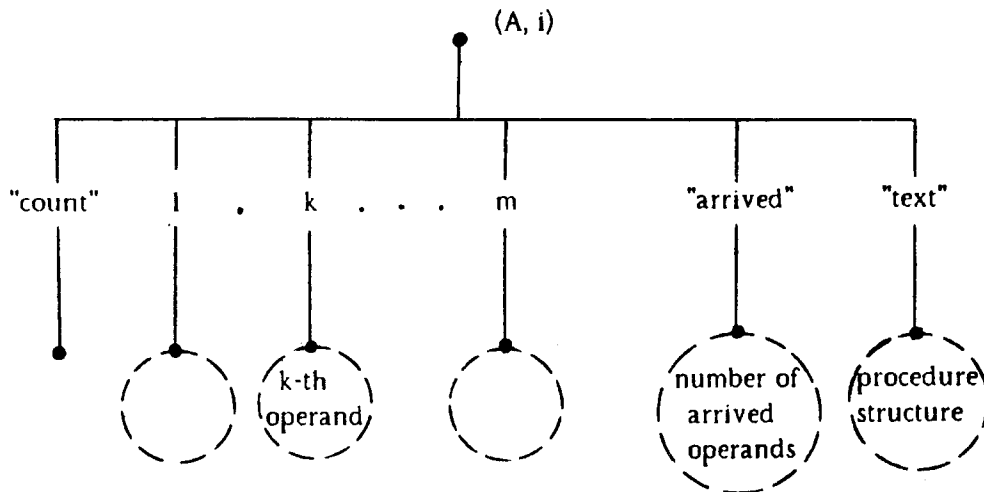 (A, i)
"count" 1 . k . . . m "arrived" "text"
k-th
operand
number of
arrived
operands
procedure
structure